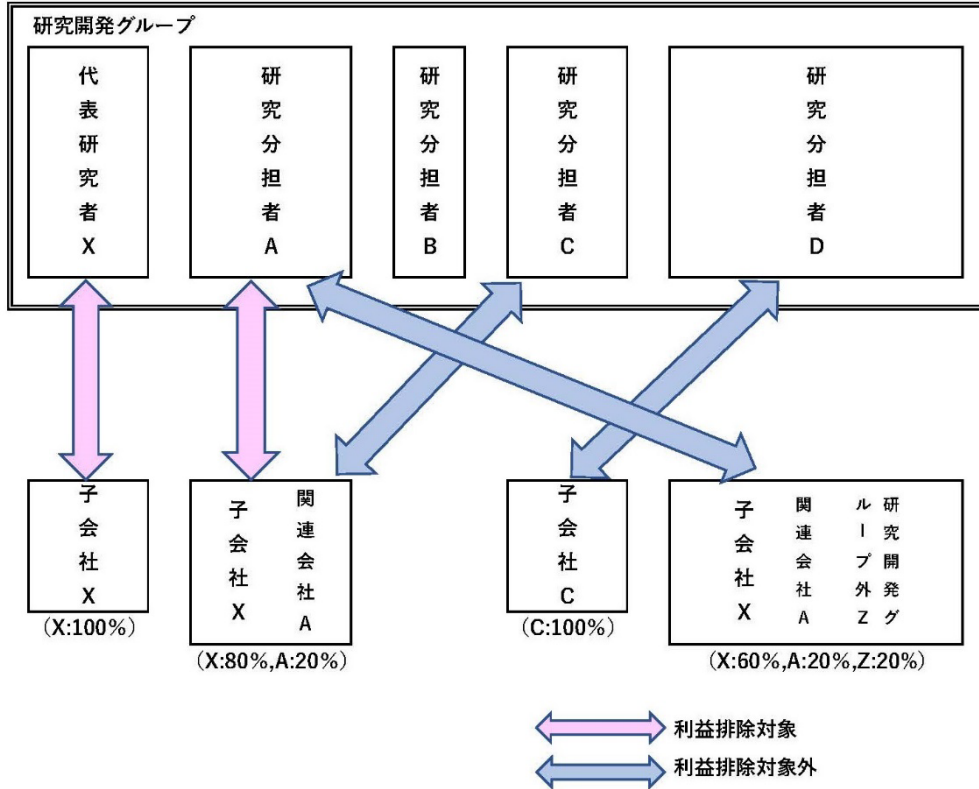 研究開発グループ
代表研究者X
研究分担者A
研究分担者B
研究分担者C
研究分担者D
子会社X
(X:100%)
子会社X
関連会社A
(X:80%,A:20%)
子会社C
(C:100%)
子会社X
関連会社A
研究開発グ
ループ外Z
(X:60%,A:20%,Z:20%)
利益排除対象
利益排除対象外